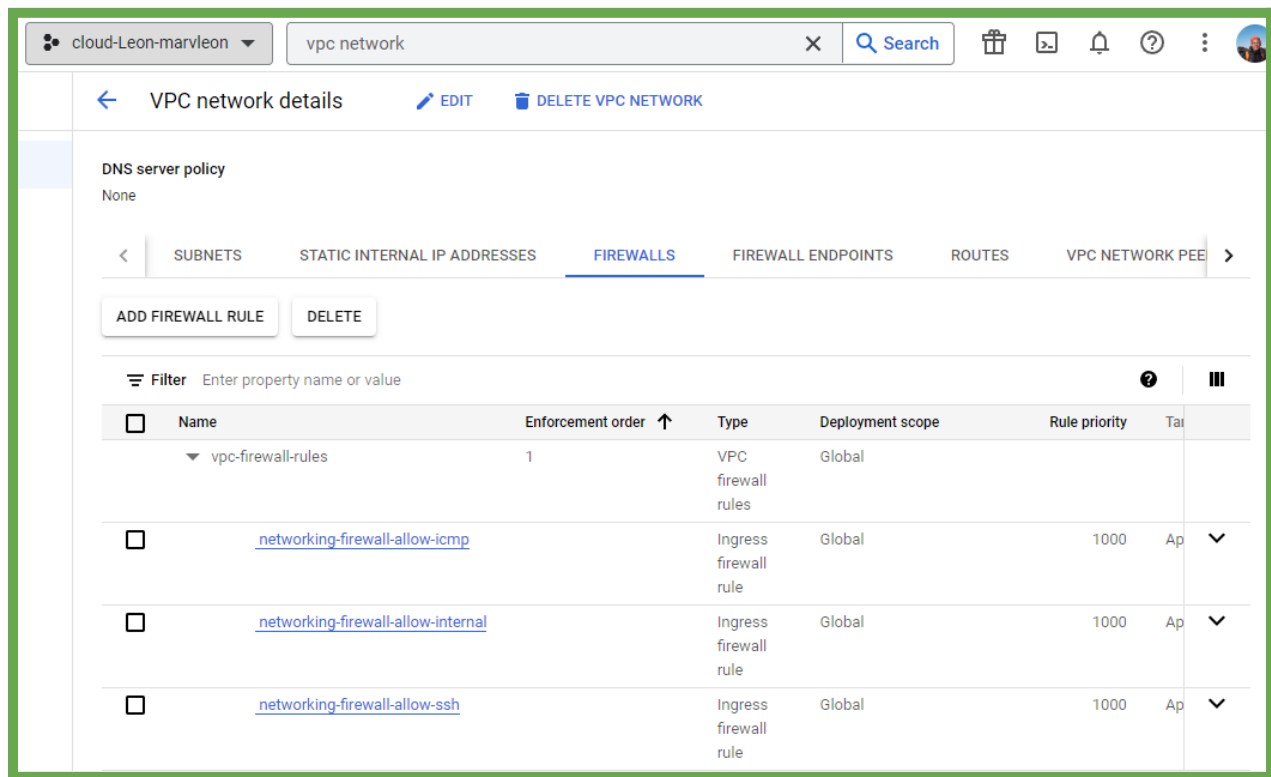 cloud-Leon-marvleon vpc network Search
VPC network details EDIT DELETE VPC NETWORK
DNS server policy
None
SUBNETS STATIC INTERNAL IP ADDRESSES FIREWALLS FIREWALL ENDPOINTS ROUTES VPC NETWORK PEE
ADD FIREWALL RULE DELETE
Filter Enter property name or value
Name Enforcement order Type Deployment scope Rule priority Tar
vpc-firewall-rules 1 VPC Global
firewall
rules
networking-firewall-allow-icmp Ingress Global 1000 Ap
firewall
rule
networking-firewall-allow-internal Ingress Global 1000 Ap
firewall
rule
networking-firewall-allow-ssh Ingress Global 1000 Ap
firewall
rule